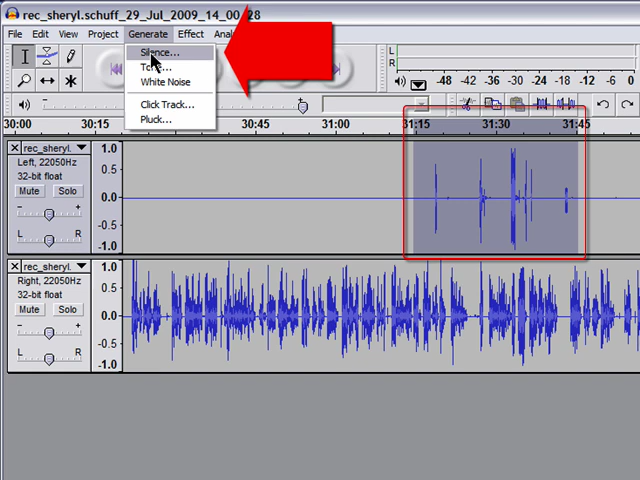 rec_sheryl.schuff_29_Jul_2009_14_00_28
File Edit View Project Generate Effect
Silence...
White Noise
Click Track...
Pluck...
L
R
-48 -42 -36 -30 -24 -18 -12 -6 0
30:00 30:15 30:45 31:00 31:15 31:30 31:45
rec_sheryl.
Left, 22050Hz
32-bit float
Mute Solo
- +
L R
1.0
0.5
0.0
-0.5
-1.0
rec_sheryl.
Right, 22050Hz
32-bit float
Mute Solo
- +
L R
1.0
0.5
0.0
-0.5
-1.0